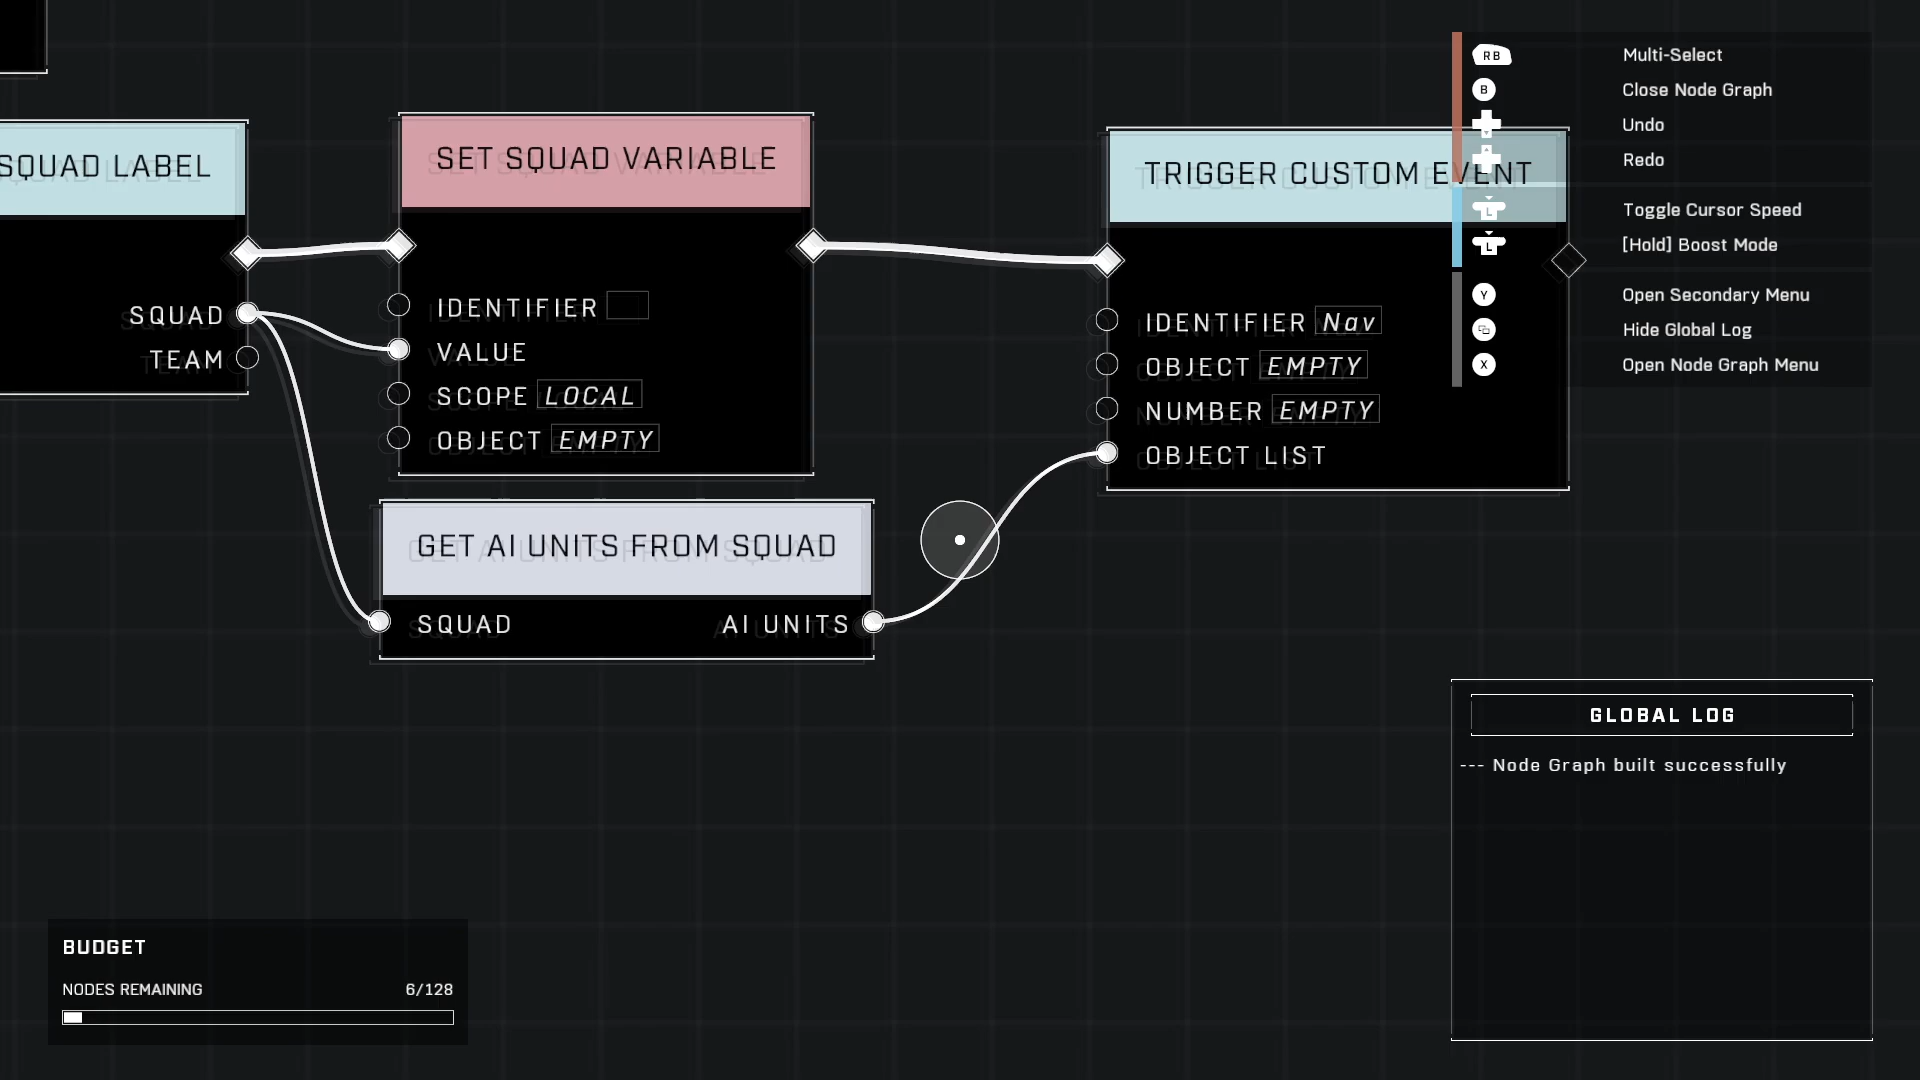 SQUAD LABEL
SQUAD
TEAM
SET SQUAD VARIABLE
IDENTIFIER
VALUE
SCOPE LOCAL
OBJECT EMPTY
GET AI UNITS FROM SQUAD
SQUAD AI UNITS
TRIGGER CUSTOM EVENT
IDENTIFIER Nav
OBJECT EMPTY
NUMBER EMPTY
OBJECT LIST
RB Multi-Select
B Close Node Graph
Undo
Redo
L Toggle Cursor Speed
L [Hold] Boost Mode
Y Open Secondary Menu
Hide Global Log
X Open Node Graph Menu
GLOBAL LOG
--- Node Graph built successfully
BUDGET
NODES REMAINING 6/128